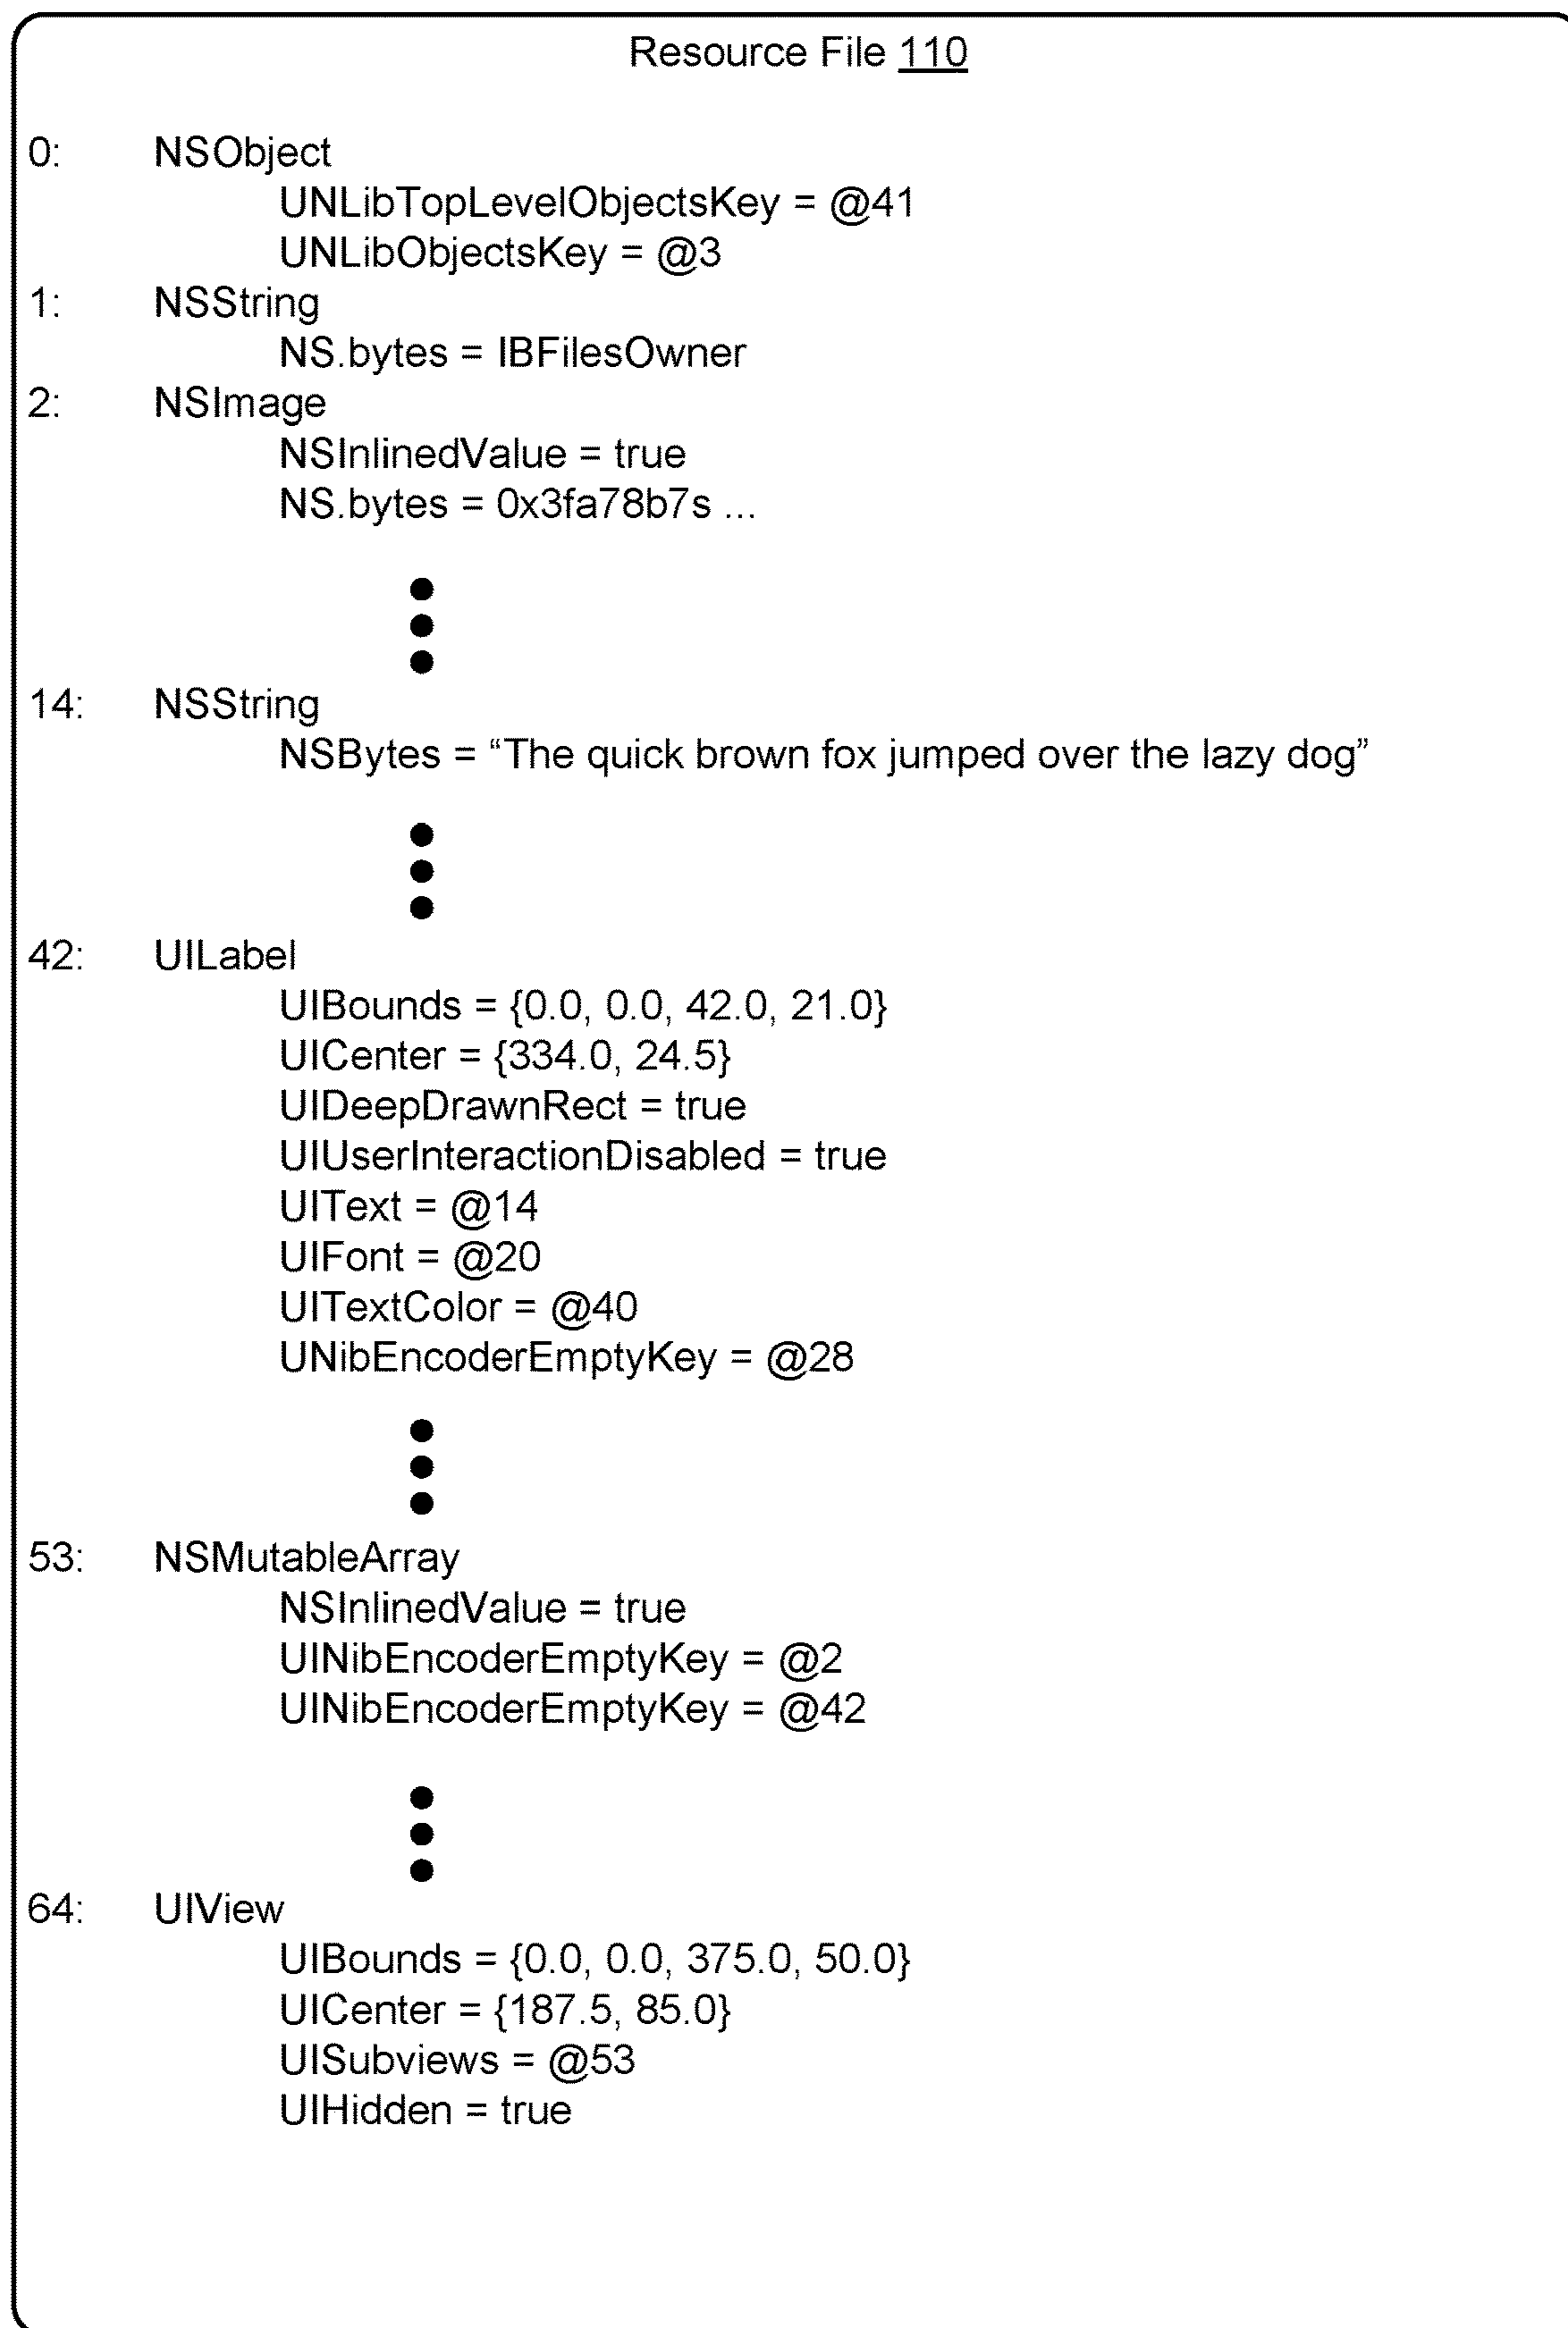 Resource File 110
0: NSObject
UNLibTopLevelObjectsKey = @41
UNLibObjectsKey = @3
1: NSString
NS.bytes = IBFilesOwner
2: NSImage
NSInlinedValue = true
NS.bytes = 0x3fa78b7s ...
14: NSString
NSBytes = “The quick brown fox jumped over the lazy dog”
42: UILabel
UIBounds = {0.0, 0.0, 42.0, 21.0}
UICenter = {334.0, 24.5}
UIDeepDrawnRect = true
UIUserInteractionDisabled = true
UIText = @14
UIFont = @20
UITextColor = @40
UNibEncoderEmptyKey = @28
53: NSMutableArray
NSInlinedValue = true
UINibEncoderEmptyKey = @2
UINibEncoderEmptyKey = @42
64: UIView
UIBounds = {0.0, 0.0, 375.0, 50.0}
UICenter = {187.5, 85.0}
UISubviews = @53
UIHidden = true